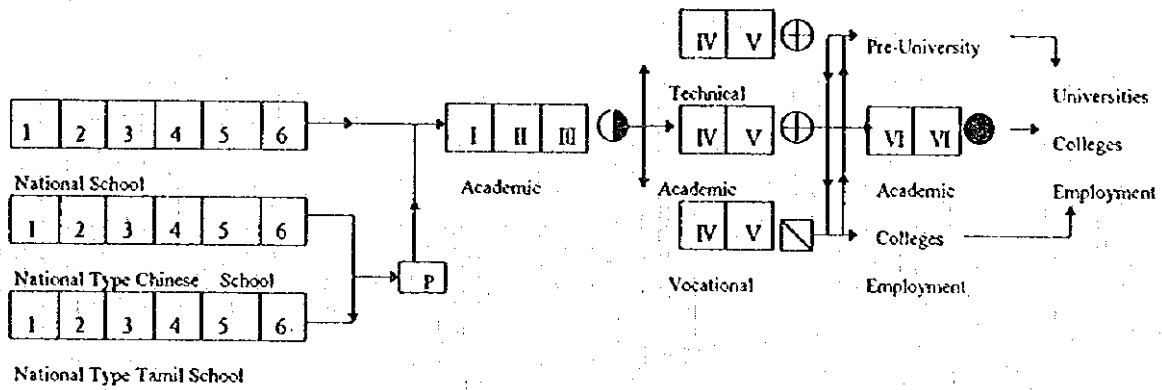 IV V
Pre-University
Technical
Universities
1 2 3 4 5 6
I II III
IV V
VI VI
Colleges
National School
Academic
Academic
Academic
Employment
1 2 3 4 5 6
IV V
Colleges
National Type Chinese School
P
Vocational
Employment
1 2 3 4 5 6
National Type Tamil School